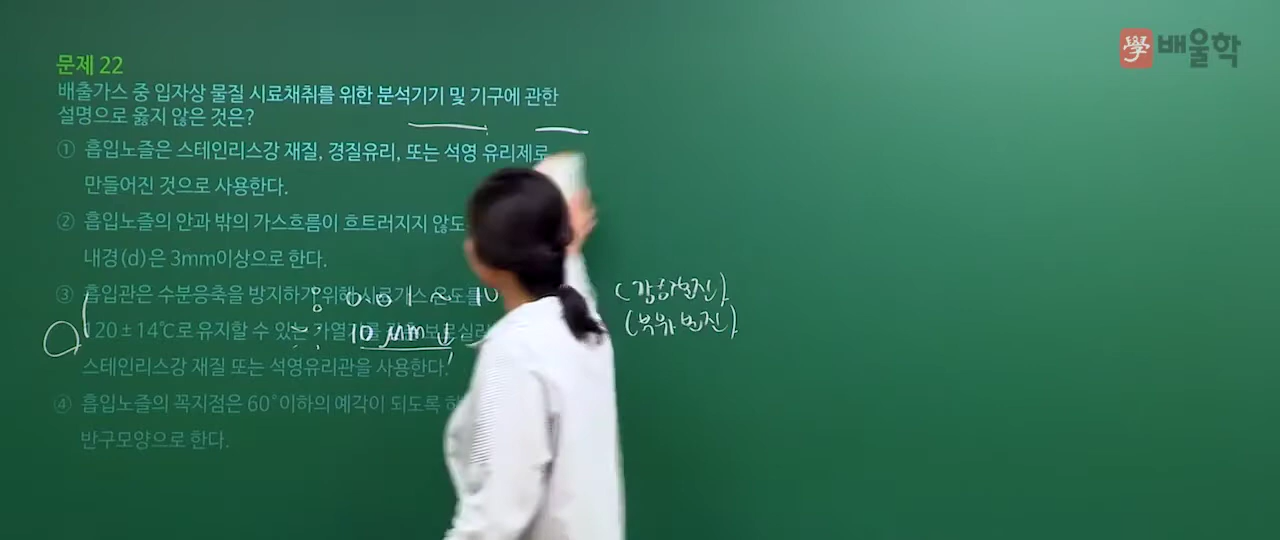 學 배울학
문제 22
배출가스 중 입자상 물질 시료채취를 위한 분석기기 및 기구에 관한
설명으로 옳지 않은 것은?
① 흡입노즐은 스테인리스강 재질, 경질유리, 또는 석영 유리제로
만들어진 것으로 사용한다.
② 흡입노즐의 안과 밖의 가스흐름이 흐트러지지 않도
내경(d)은 3mm이상으로 한다.
③ 흡입관은 수분응축을 방지하기 위해 시료가스 온도를
120 ± 14℃로 유지할 수 있는
스테인리스강 재질 또는 석영유리관을 사용한다.
④ 흡입노즐의 꼭지점은 60°이하의 예각이 되도록 하
반구모양으로 한다.
: 0.01 ~ 10
(강하먼진)
~ : 10 μm ↓
(부유먼진)
d